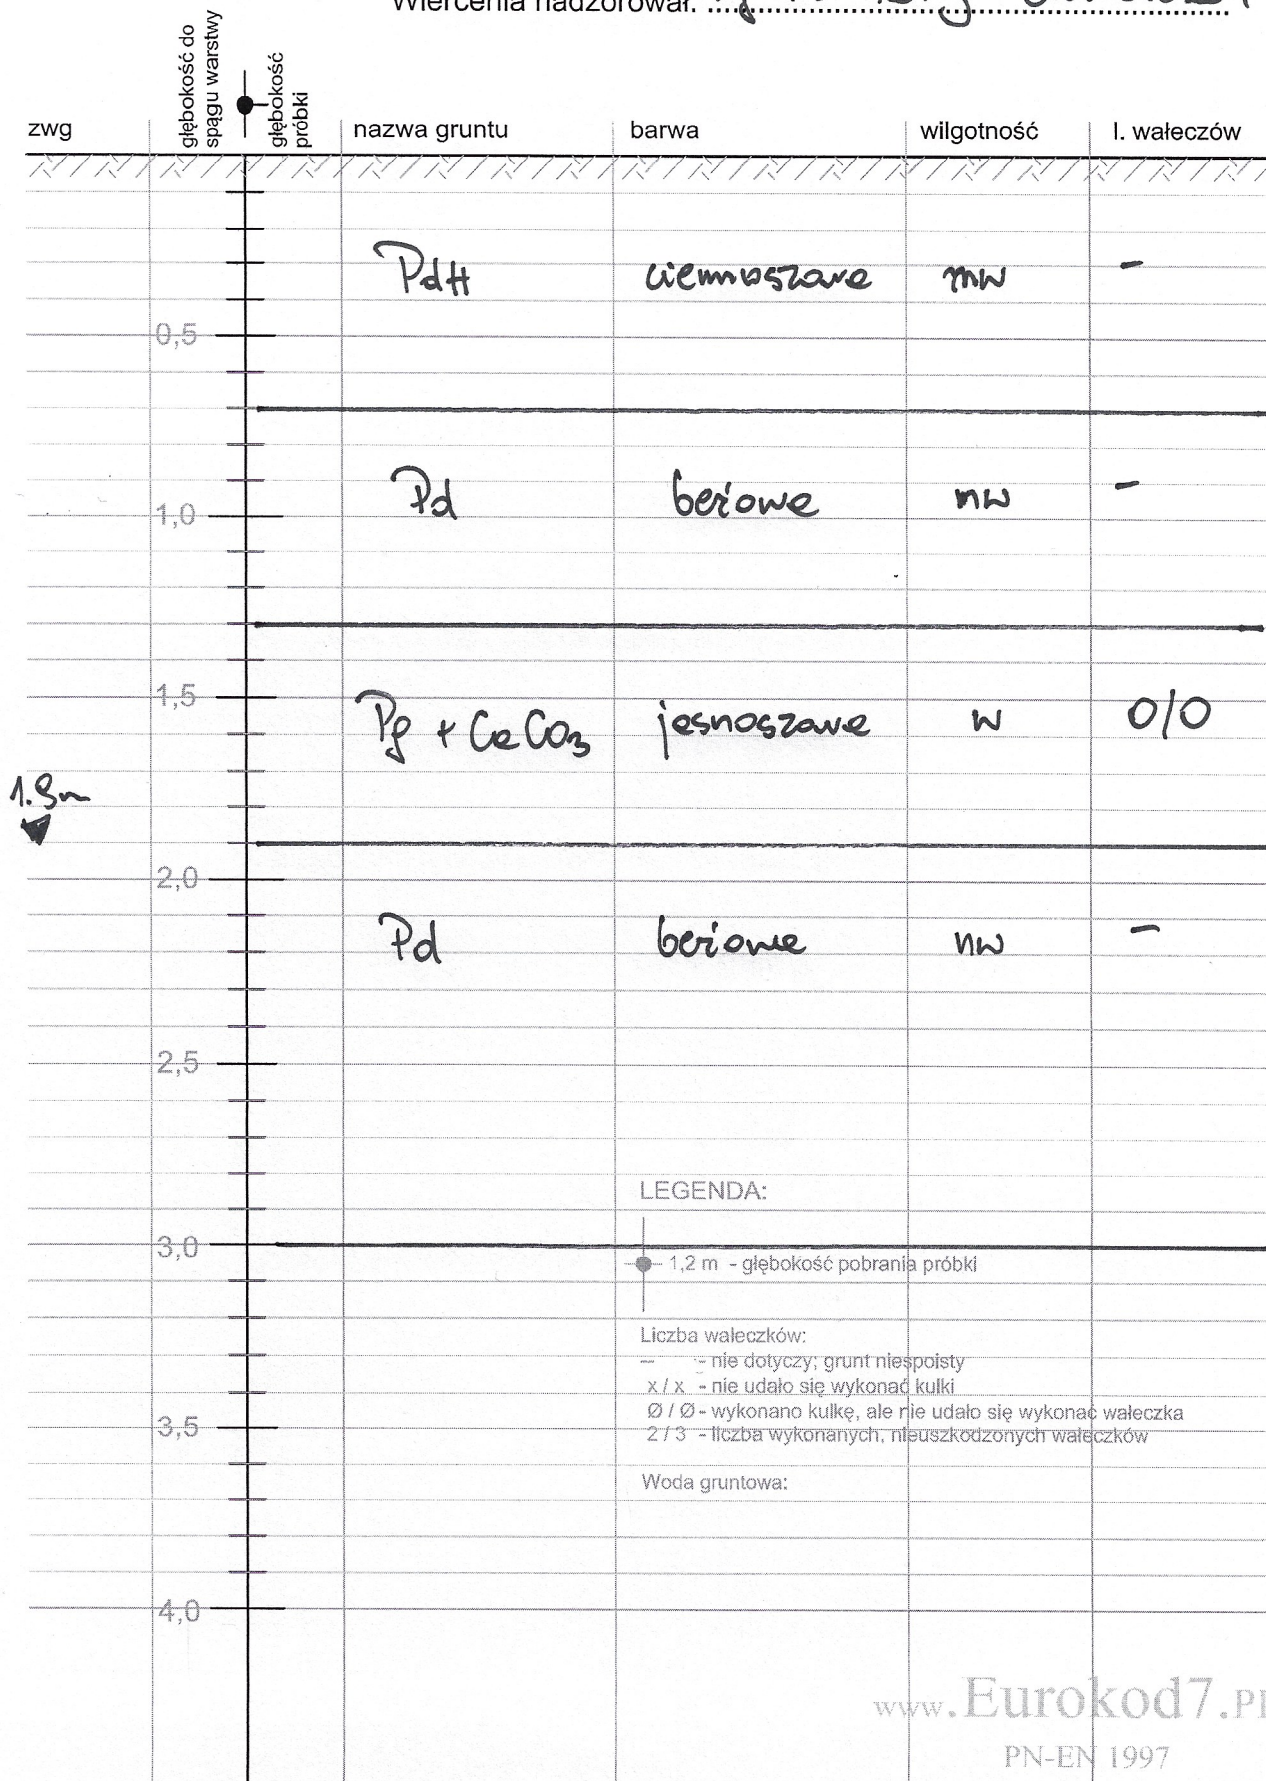 Wiercenia nadzorował:
zwg
głębokość do
spągu warstwy
głębokość
próbki
nazwa gruntu
barwa
wilgotność
l. wałeczów
PdH ciemnoszare mw –
0,5
Pd beżowe nw –
1,0
1,5
Pg + CaCO3 jasnoszare w 0/0
1.9m
2,0
Pd beżowe nw –
2,5
LEGENDA:
3,0
1,2 m - głębokość pobrania próbki
Liczba wałeczków:
– - nie dotyczy; grunt niespoisty
x / x - nie udało się wykonać kulki
Ø / Ø - wykonano kulkę, ale nie udało się wykonać wałeczka
3,5
2 / 3 - liczba wykonanych, nieuszkodzonych wałeczków
Woda gruntowa:
4,0
www.Eurokod7.Pl
PN-EN 1997